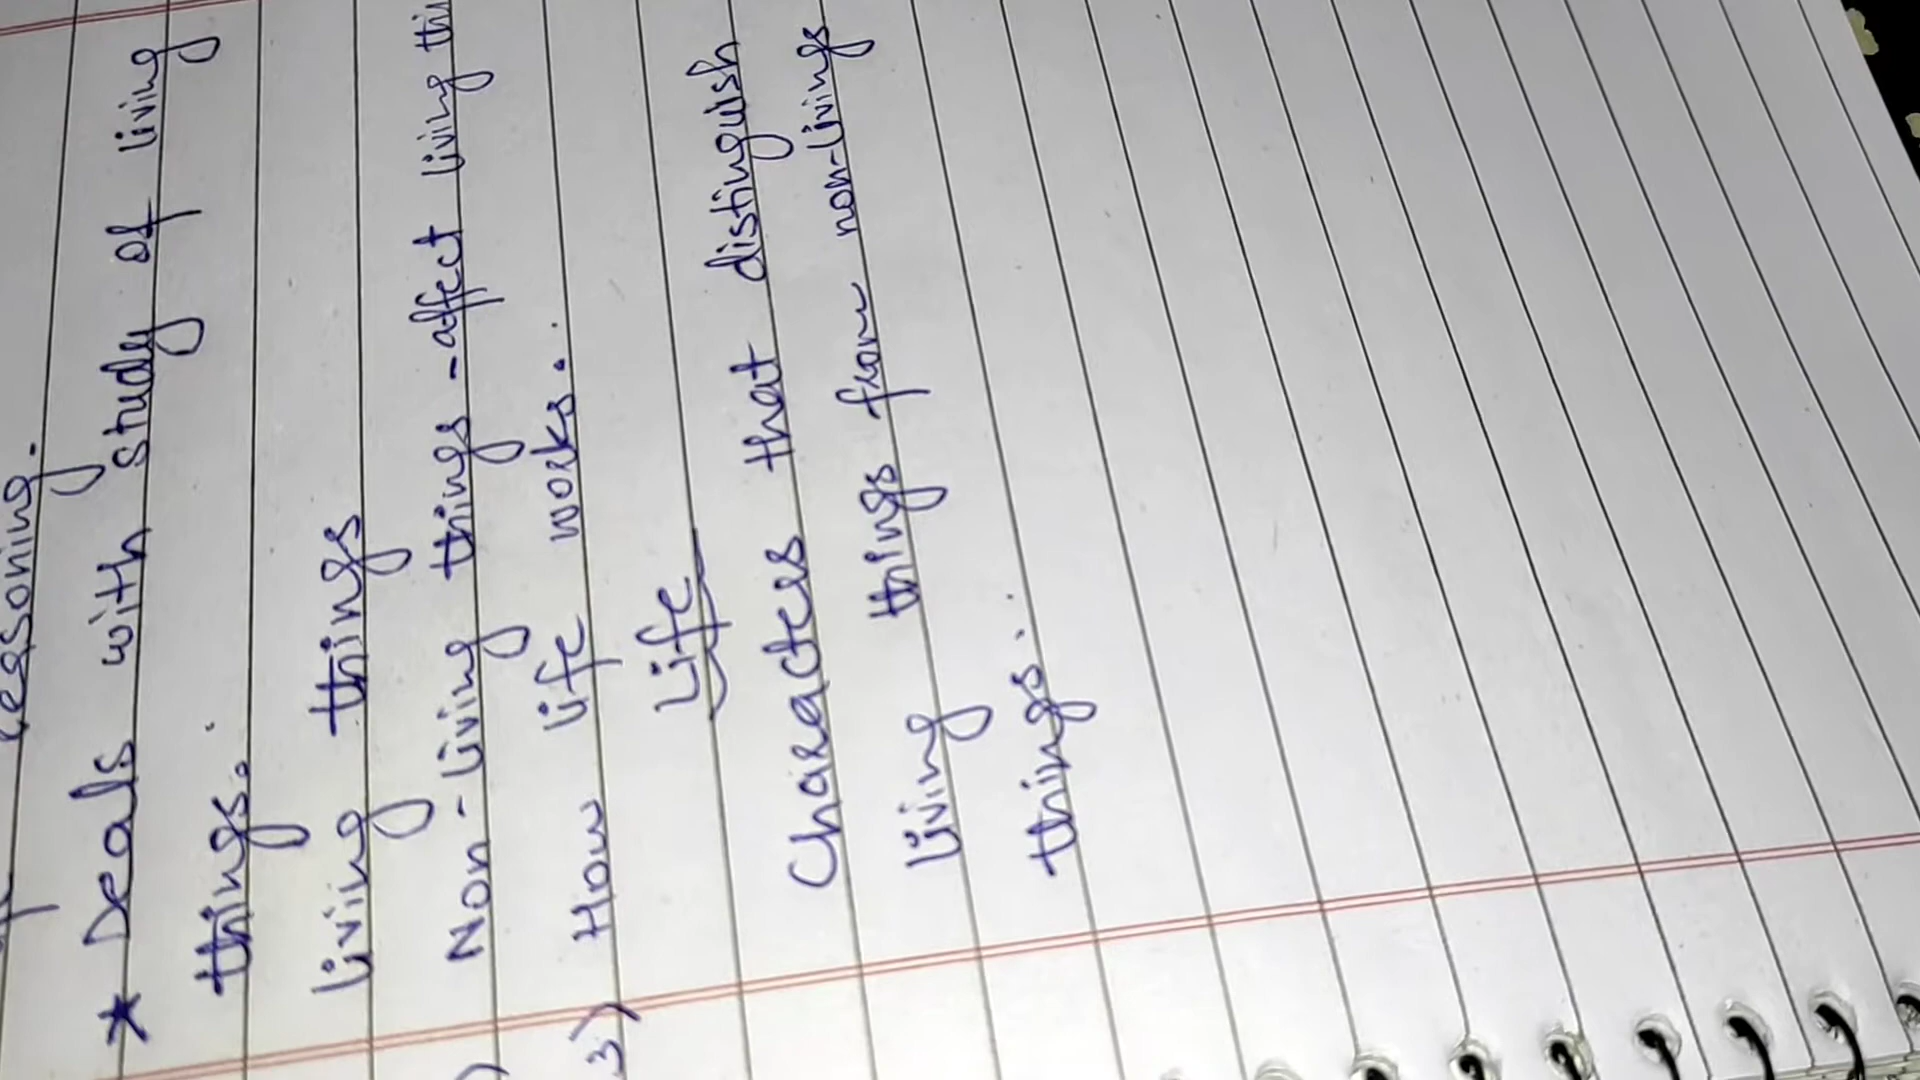 reasoning.
* Deals with study of living
things.
living things
) Non-living things - affect living thi
3) How life works.
Life
Characters that distinguish
living things from non-livings
things.